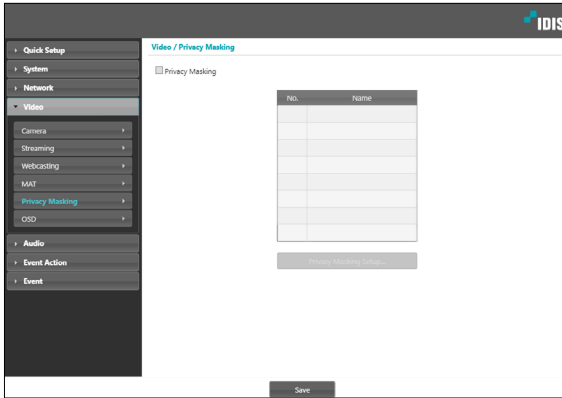 IDIS
Quick Setup
System
Network
Video
Camera
Streaming
Webcasting
MAT
Privacy Masking
OSD
Audio
Event Action
Event
Video / Privacy Masking
Privacy Masking
No. Name
Privacy Masking Setup...
Save